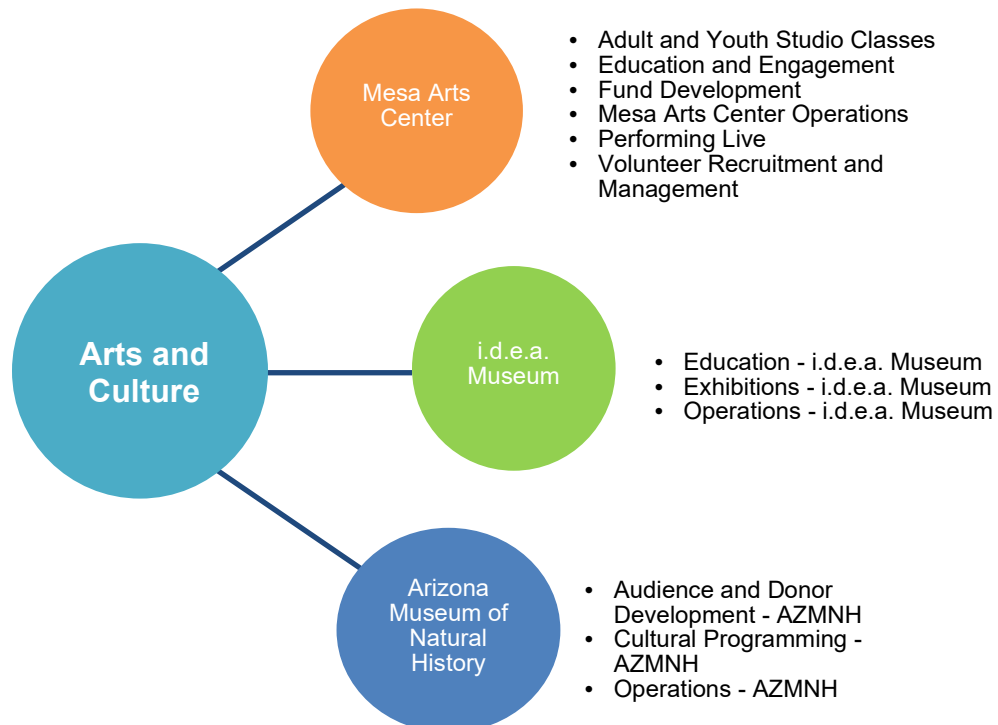 Mesa Arts
Center
• Adult and Youth Studio Classes
• Education and Engagement
• Fund Development
• Mesa Arts Center Operations
• Performing Live
• Volunteer Recruitment and
Management
Arts and
Culture
i.d.e.a.
Museum
• Education - i.d.e.a. Museum
• Exhibitions - i.d.e.a. Museum
• Operations - i.d.e.a. Museum
Arizona
Museum of
Natural
History
• Audience and Donor
Development - AZMNH
• Cultural Programming -
AZMNH
• Operations - AZMNH